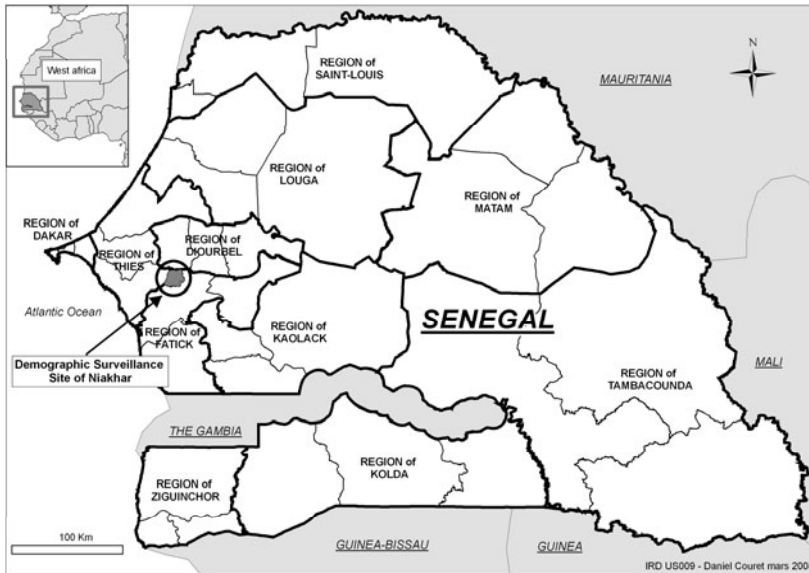 West africa
N
REGION of
SAINT-LOUIS
MAURITANIA
REGION of
LOUGA
REGION of
MATAM
REGION of
DAKAR
REGION of
THIES
REGION of
DIOURBEL
Atlantic Ocean
SENEGAL
REGION of
FATICK
REGION of
KAOLACK
Demographic Surveillance
Site of Niakhar
REGION of
TAMBACOUNDA
MALI
THE GAMBIA
REGION of
ZIGUINCHOR
REGION of
KOLDA
100 Km
GUINEA-BISSAU
GUINEA
IRD US009 - Daniel Couret mars